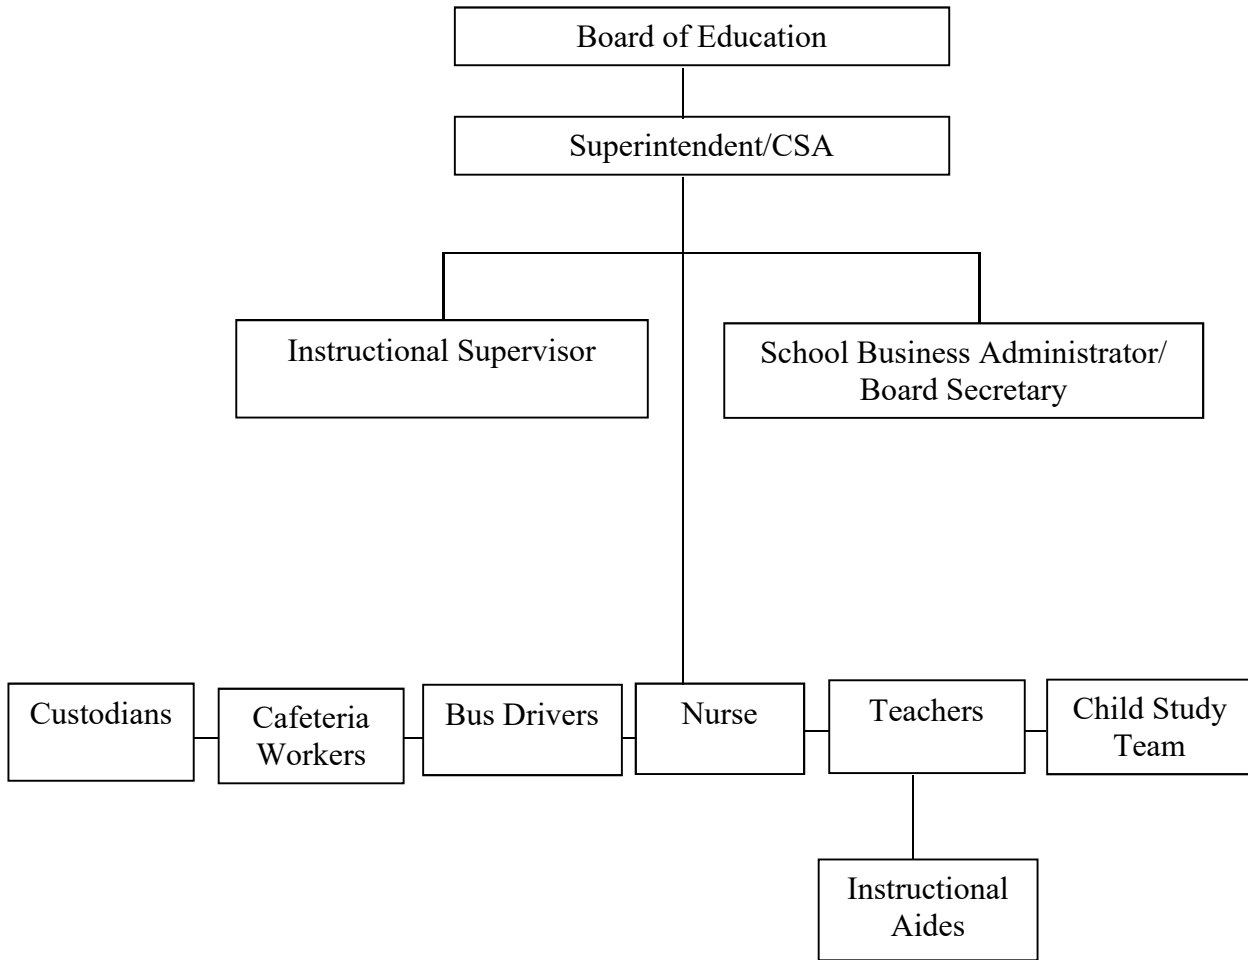 Board of Education
Superintendent/CSA
Instructional Supervisor
School Business Administrator/
Board Secretary
Custodians
Cafeteria
Workers
Bus Drivers
Nurse
Teachers
Child Study
Team
Instructional
Aides